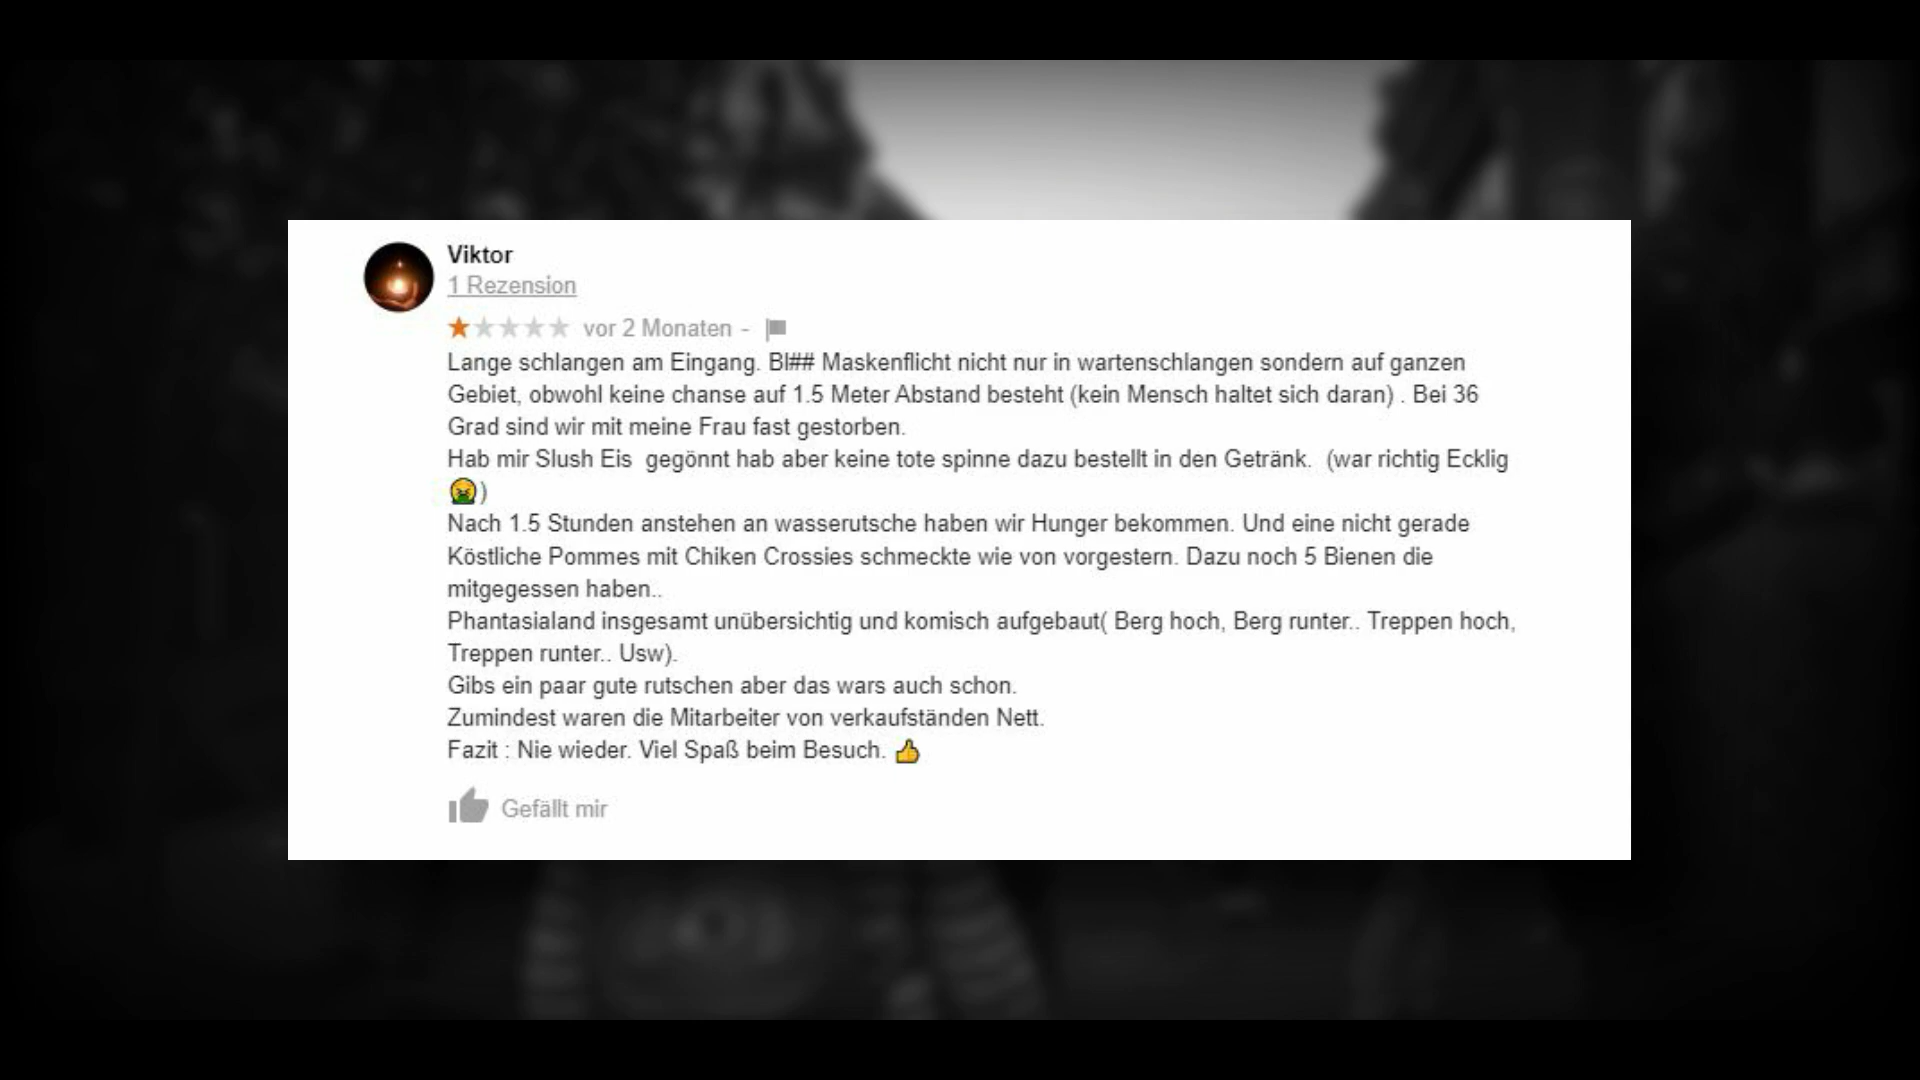 Viktor
1 Rezension
vor 2 Monaten -
Lange schlangen am Eingang. Bl## Maskenflicht nicht nur in wartenschlangen sondern auf ganzen
Gebiet, obwohl keine chanse auf 1.5 Meter Abstand besteht (kein Mensch haltet sich daran) . Bei 36
Grad sind wir mit meine Frau fast gestorben.
Hab mir Slush Eis  gegönnt hab aber keine tote spinne dazu bestellt in den Getränk.  (war richtig Ecklig
🤮)
Nach 1.5 Stunden anstehen an wasserutsche haben wir Hunger bekommen. Und eine nicht gerade
Köstliche Pommes mit Chiken Crossies schmeckte wie von vorgestern. Dazu noch 5 Bienen die
mitgegessen haben..
Phantasialand insgesamt unübersichtig und komisch aufgebaut( Berg hoch, Berg runter.. Treppen hoch,
Treppen runter.. Usw).
Gibs ein paar gute rutschen aber das wars auch schon.
Zumindest waren die Mitarbeiter von verkaufständen Nett.
Fazit : Nie wieder. Viel Spaß beim Besuch. 👍
Gefällt mir